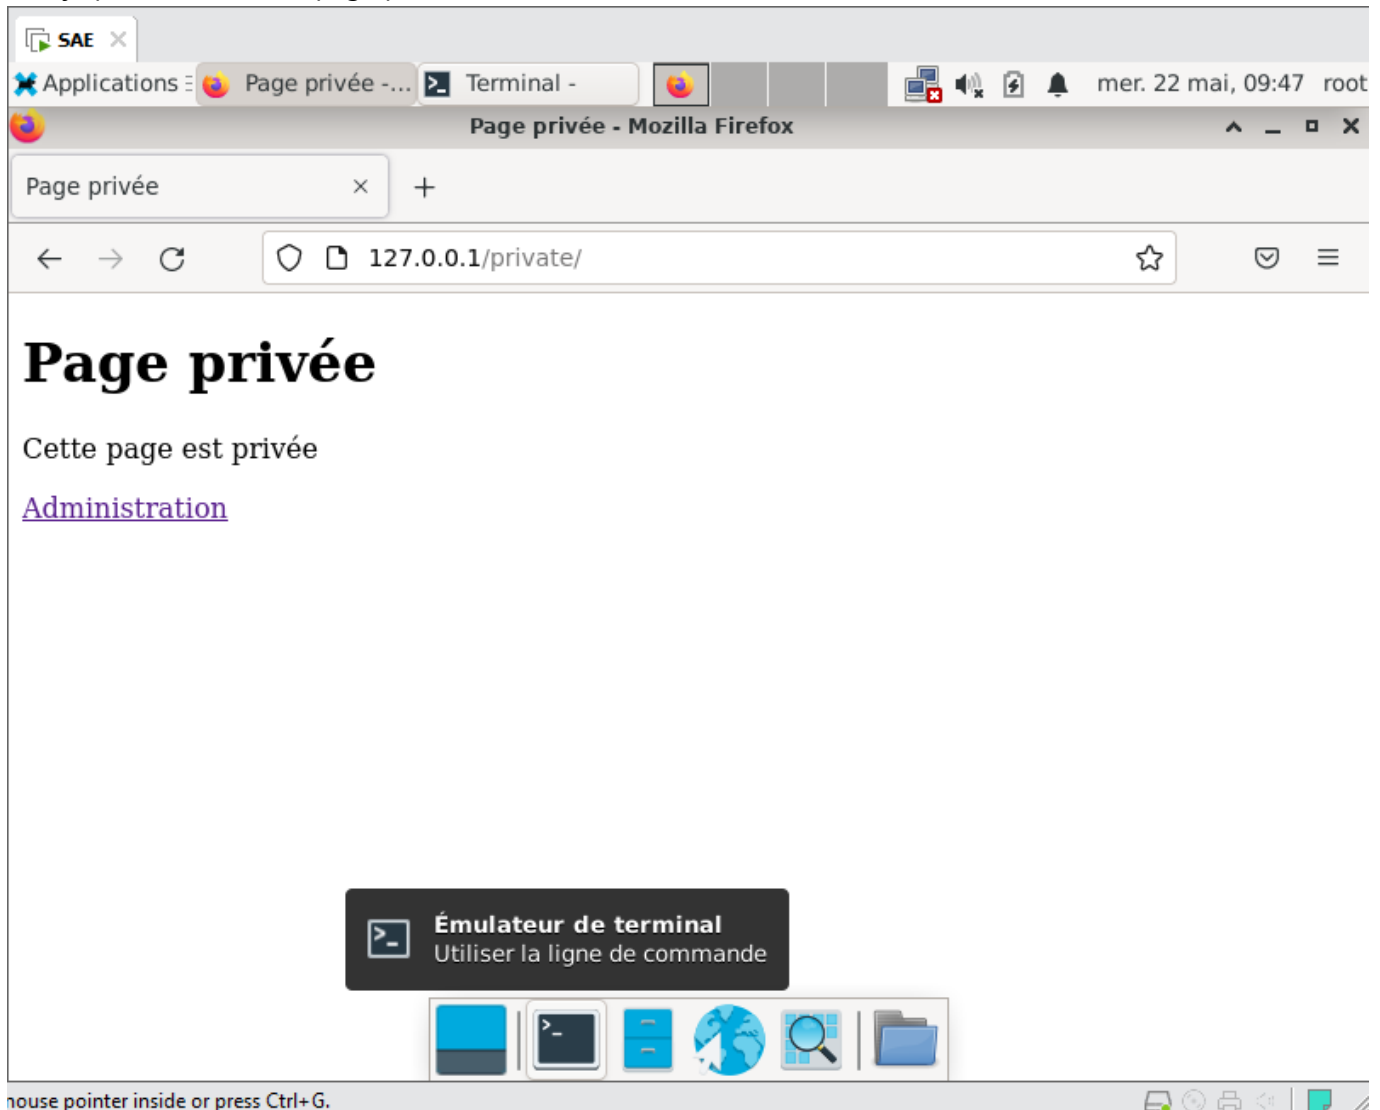 SAE
Applications
Page privée -...
Terminal -
mer. 22 mai, 09:47
root
Page privée - Mozilla Firefox
Page privée
127.0.0.1/private/
Page privée
Cette page est privée
Administration
Émulateur de terminal
Utiliser la ligne de commande
mouse pointer inside or press Ctrl+G.